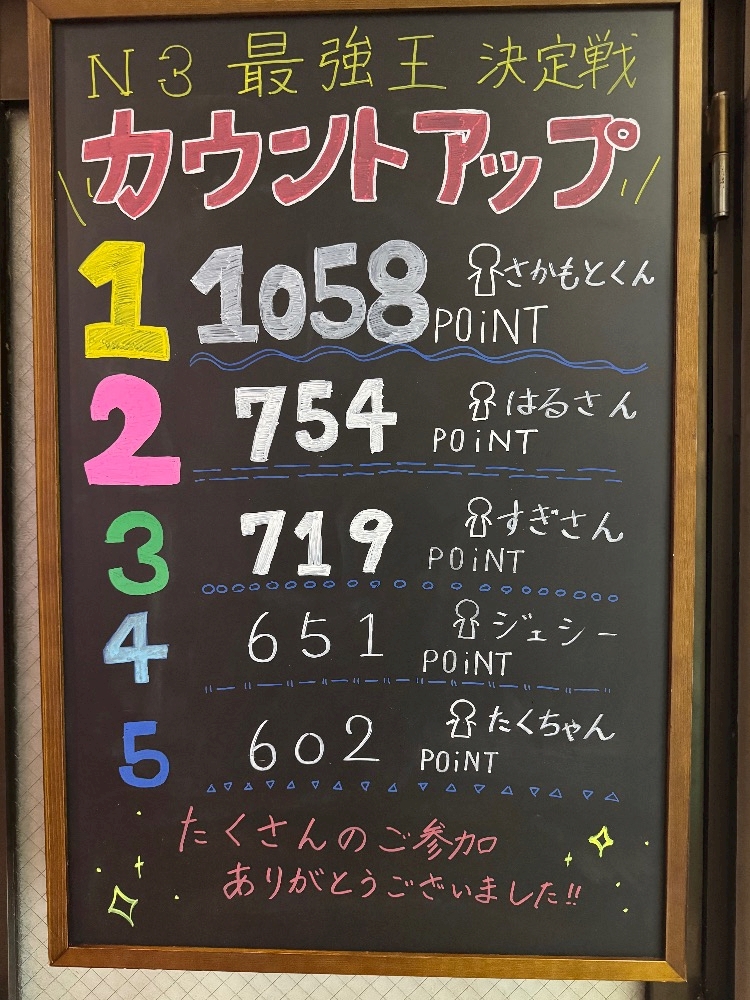 N3 最強王 決定戦
カウントアップ
1 1058 POiNT さかもとくん
2 754 POiNT はるさん
3 719 POiNT すぎさん
4 651 POiNT ジェシー
5 602 POiNT たくちゃん
たくさんのご参加
ありがとうございました!!